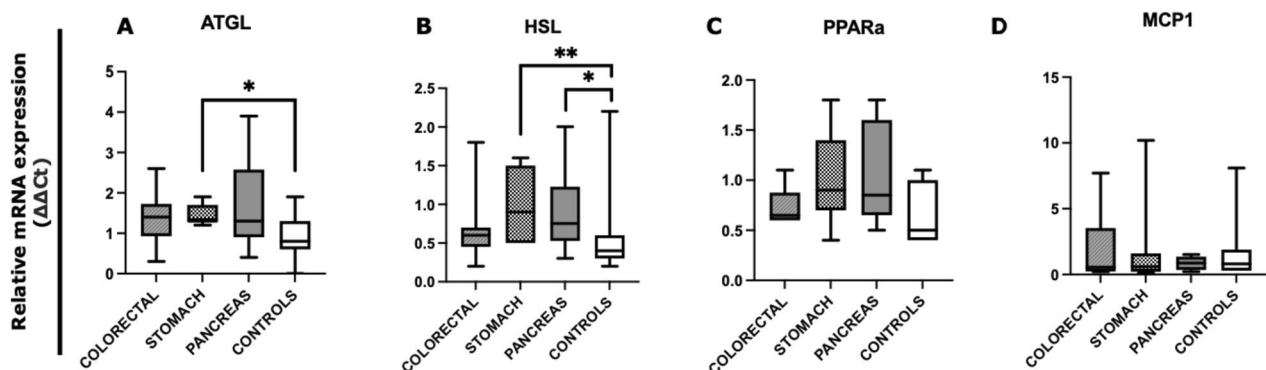 Relative mRNA expression
(ΔΔCt)
A
ATGL
*
5
4
3
2
1
0
COLORECTAL
STOMACH
PANCREAS
CONTROLS
B
HSL
**
*
2.5
2.0
1.5
1.0
0.5
0.0
COLORECTAL
STOMACH
PANCREAS
CONTROLS
C
PPARa
2.0
1.5
1.0
0.5
0.0
COLORECTAL
STOMACH
PANCREAS
CONTROLS
D
MCP1
15
10
5
0
COLORECTAL
STOMACH
PANCREAS
CONTROLS